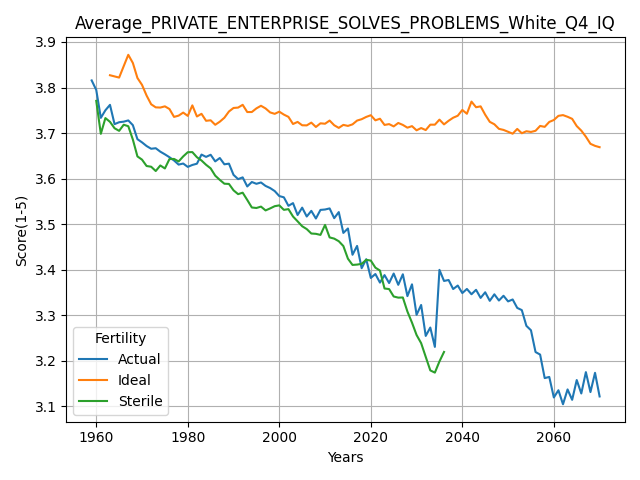 Average_PRIVATE_ENTERPRISE_SOLVES_PROBLEMS_White_Q4_IQ
3.9
3.8
3.7
3.6
3.5
3.4
3.3
3.2
3.1
Score(1-5)
Fertility
Actual
Ideal
Sterile
1960 1980 2000 2020 2040 2060
Years